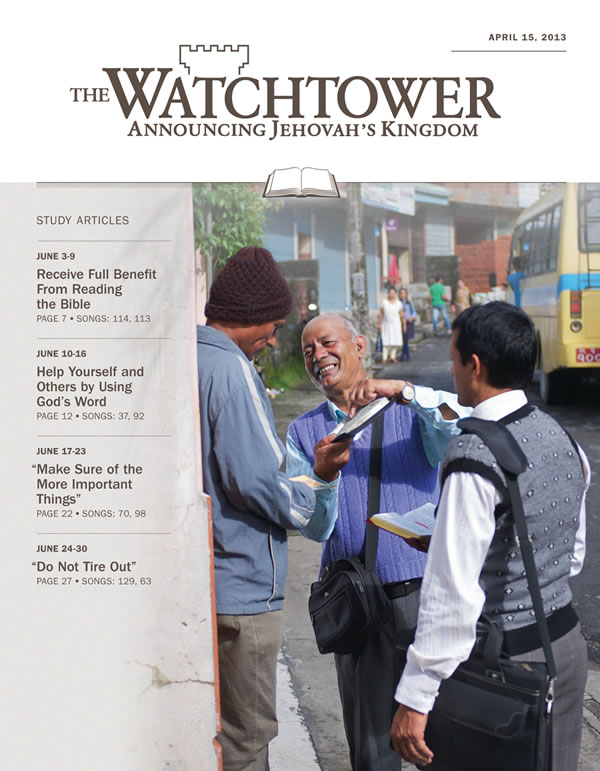 APRIL 15, 2013
THE WATCHTOWER
ANNOUNCING JEHOVAH'S KINGDOM
STUDY ARTICLES
JUNE 3-9
Receive Full Benefit
From Reading
the Bible
PAGE 7 • SONGS: 114, 113
JUNE 10-16
Help Yourself and
Others by Using
God's Word
PAGE 12 • SONGS: 37, 92
JUNE 17-23
“Make Sure of the
More Important
Things”
PAGE 22 • SONGS: 70, 98
JUNE 24-30
“Do Not Tire Out”
PAGE 27 • SONGS: 129, 63